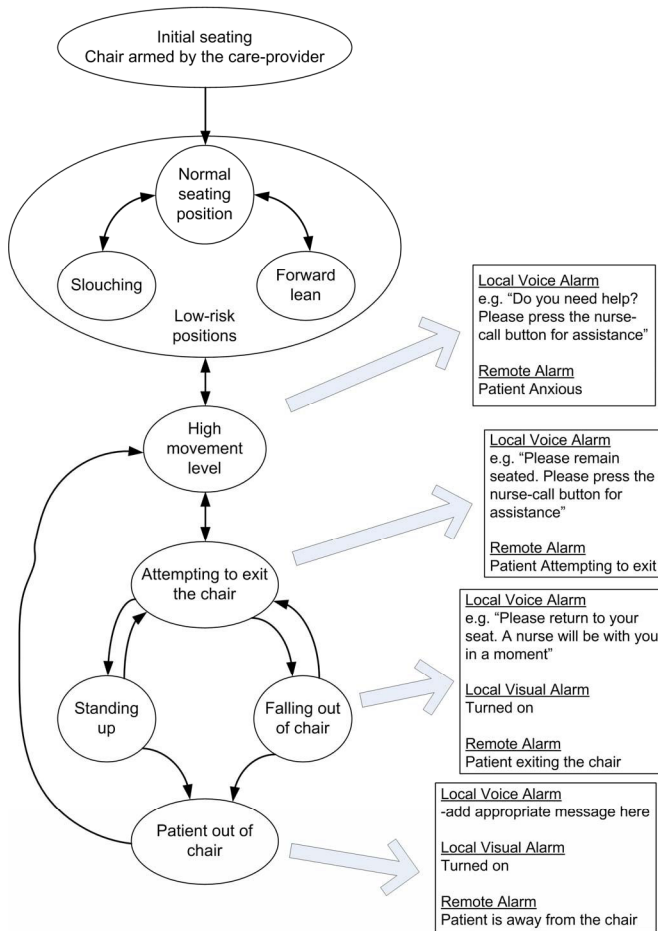 Initial seating
Chair armed by the care-provider
Normal
seating
position
Slouching
Forward
lean
Low-risk
positions
High
movement
level
Attempting to exit
the chair
Standing
up
Falling out
of chair
Patient out of
chair
Local Voice Alarm
e.g. “Do you need help?
Please press the nurse-
call button for assistance”
Remote Alarm
Patient Anxious
Local Voice Alarm
e.g. “Please remain
seated. Please press the
nurse-call button for
assistance”
Remote Alarm
Patient Attempting to exit
Local Voice Alarm
e.g. “Please return to your
seat. A nurse will be with you
in a moment”
Local Visual Alarm
Turned on
Remote Alarm
Patient exiting the chair
Local Voice Alarm
-add appropriate message here
Local Visual Alarm
Turned on
Remote Alarm
Patient is away from the chair